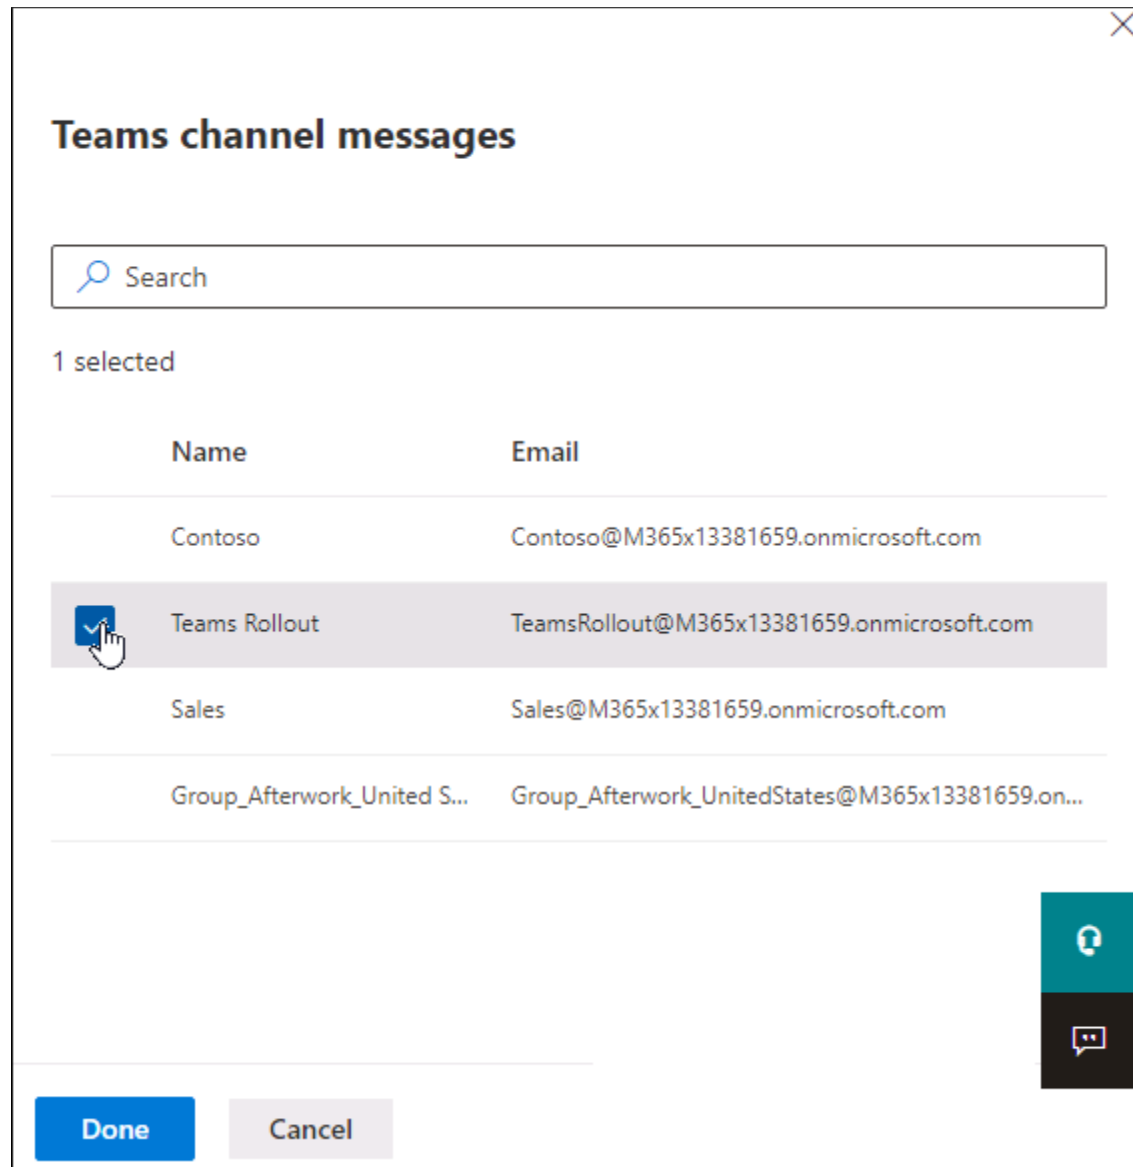 Teams channel messages
Search
1 selected
Name Email
Contoso Contoso@M365x13381659.onmicrosoft.com
Teams Rollout TeamsRollout@M365x13381659.onmicrosoft.com
Sales Sales@M365x13381659.onmicrosoft.com
Group_Afterwork_United S... Group_Afterwork_UnitedStates@M365x13381659.on...
Done Cancel